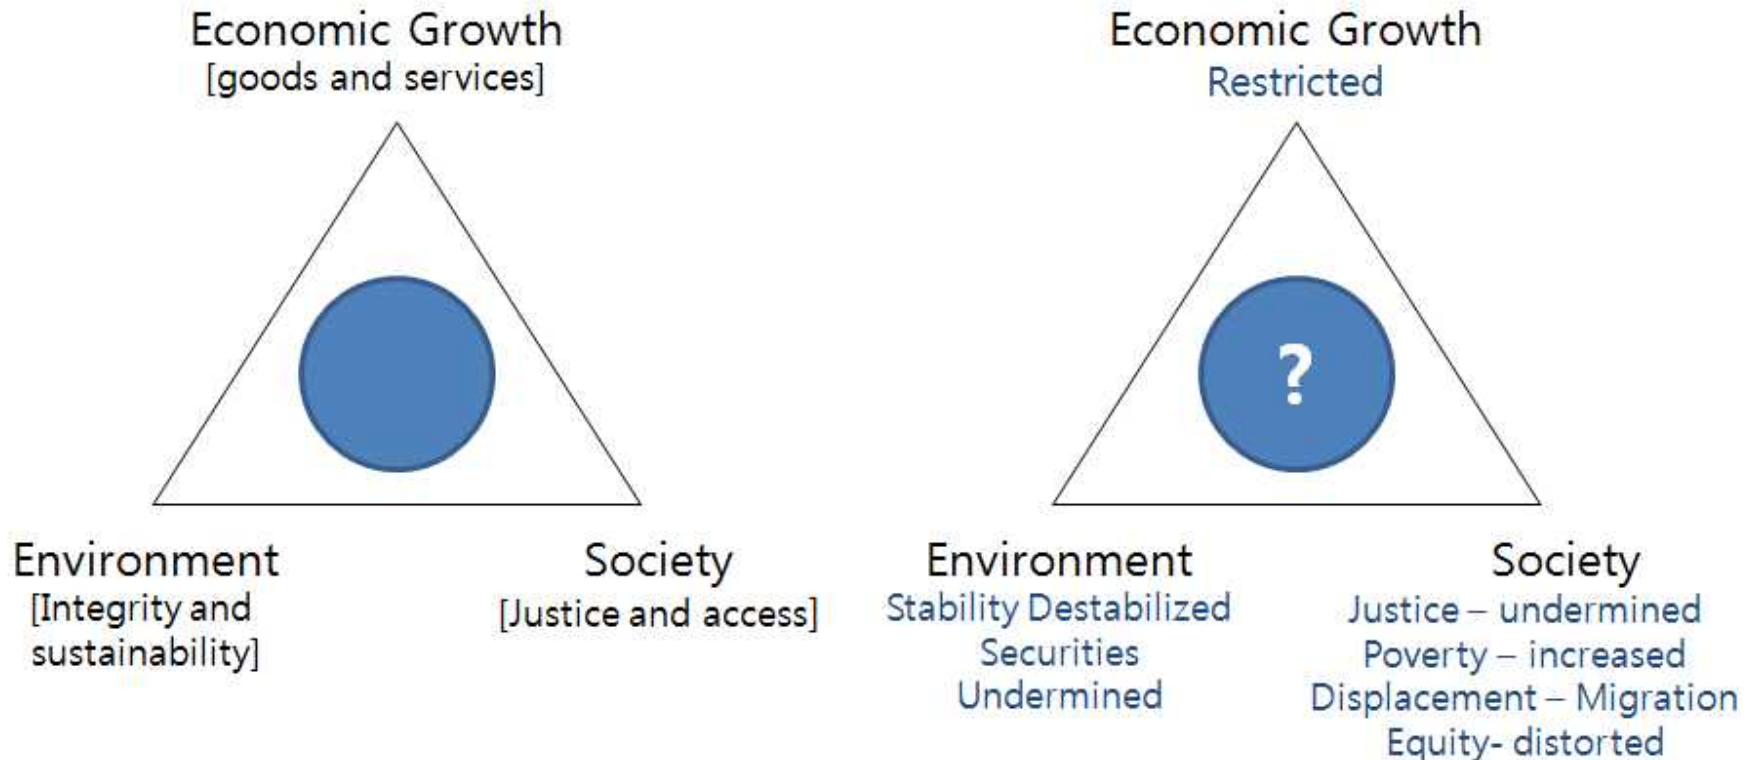 Economic Growth
[goods and services]
Environment
[Integrity and
sustainability]
Society
[Justice and access]
Economic Growth
Restricted
?
Environment
Stability Destabilized
Securities
Undermined
Society
Justice – undermined
Poverty – increased
Displacement – Migration
Equity- distorted